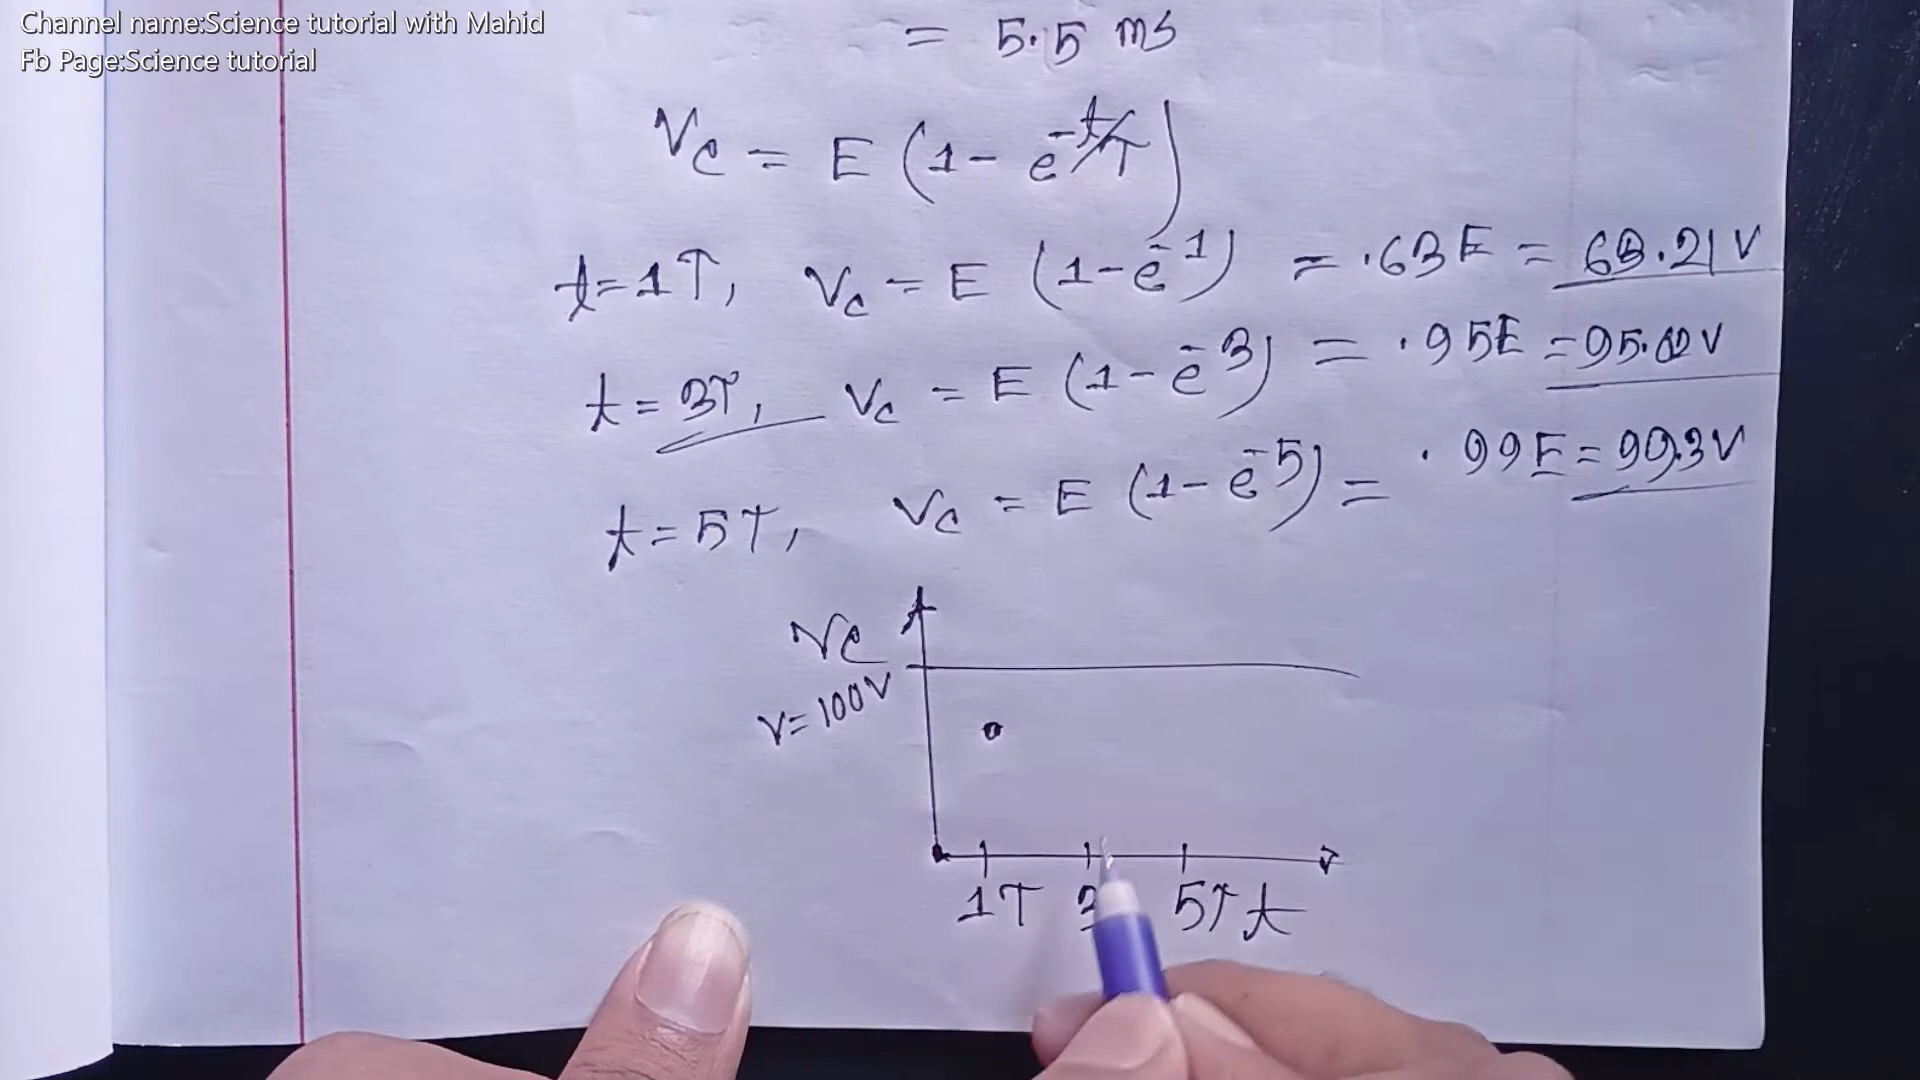 Channel name:Science tutorial with Mahid
Fb Page:Science tutorial
= 5.5 ms
Vc = E (1 - e^-t/τ)
t=1τ, Vc = E (1-e^-1) = .63E = 63.21 V
t = 3τ, Vc = E (1-e^-3) = .95E = 95.02 V
t=5τ, Vc = E (1-e^-5) = .99E = 99.3V
Vc
V=100V
1τ 5τ t